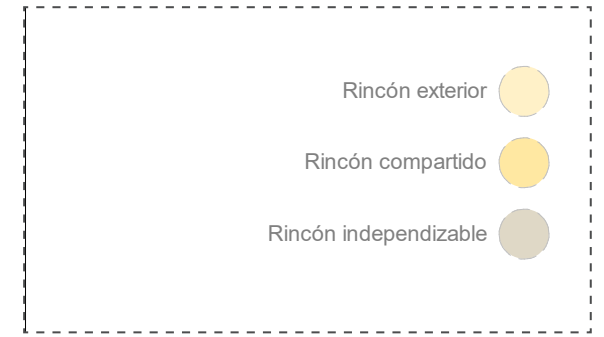 Rincón exterior
Rincón compartido
Rincón independizable